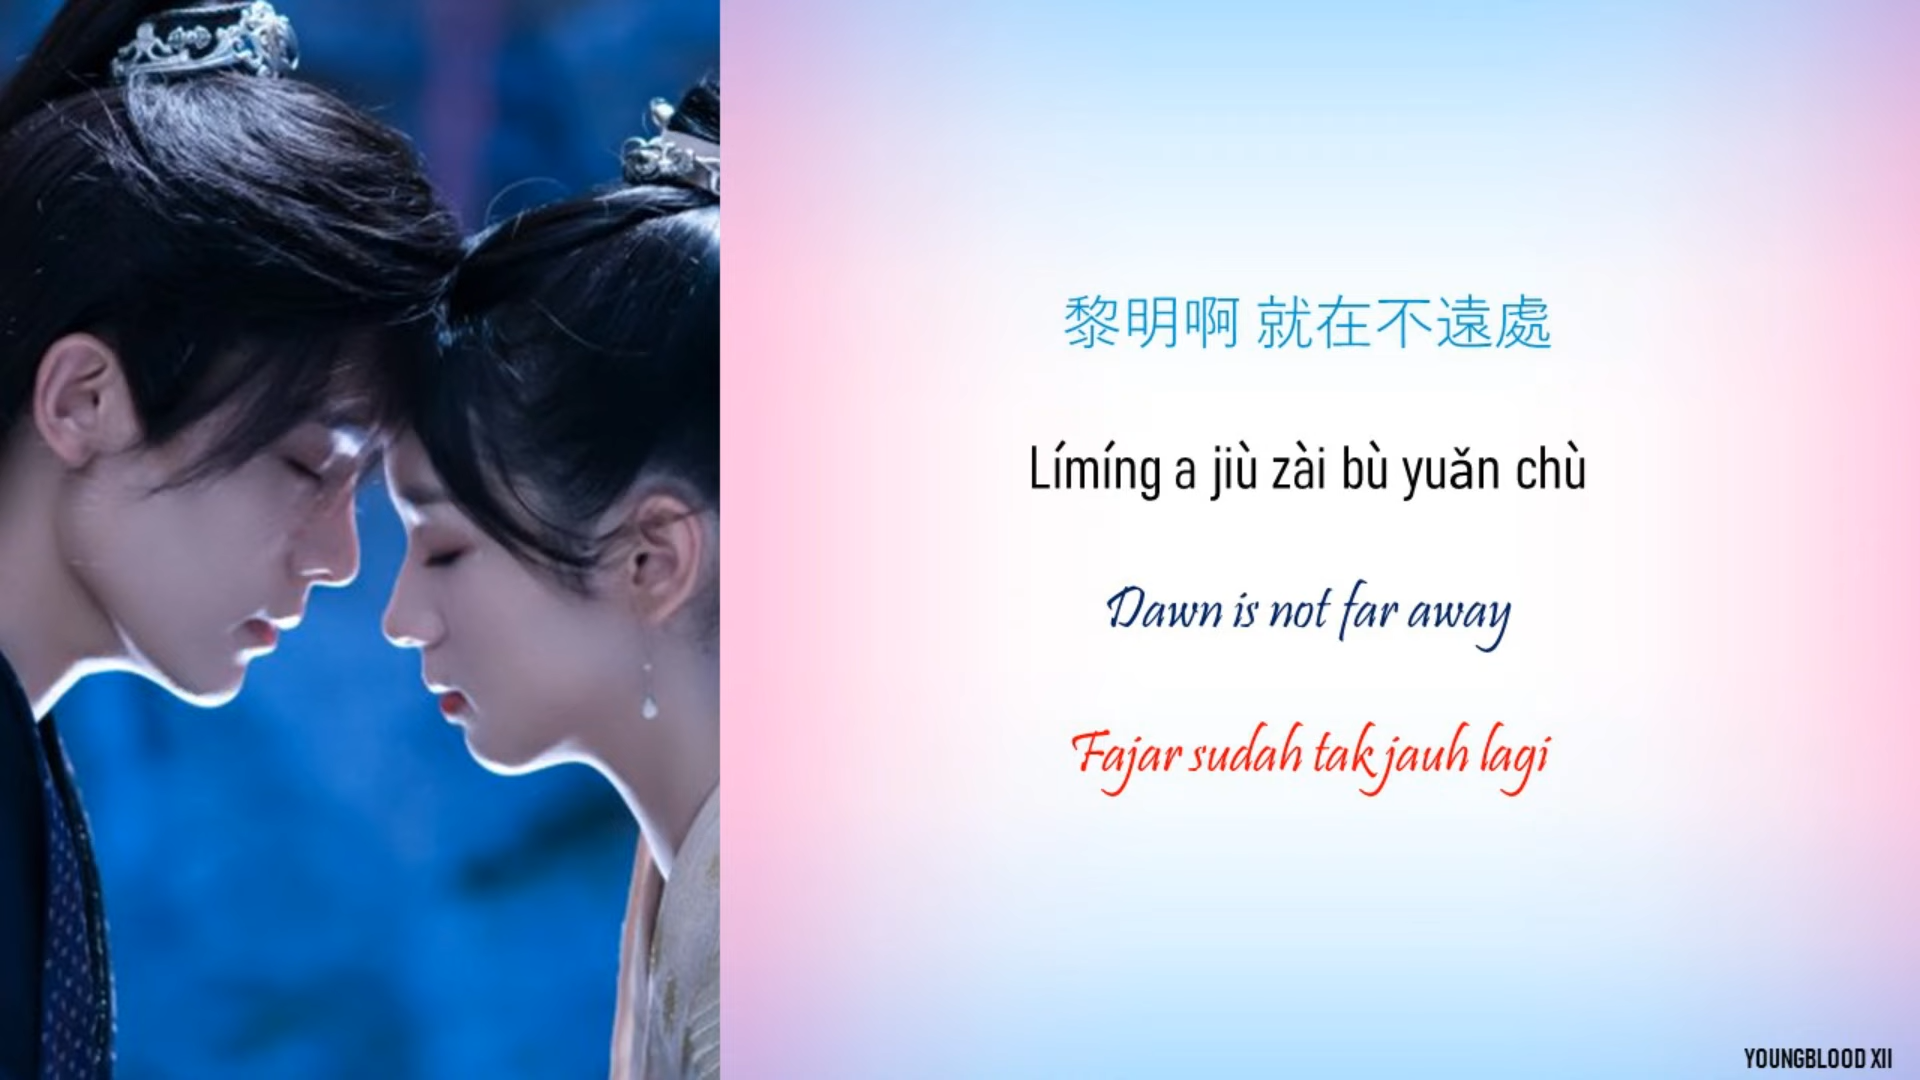 黎明啊 就在不遠處
Límíng a jiù zài bù yuǎn chù
Dawn is not far away
Fajar sudah tak jauh lagi
YOUNGBLOOD XII